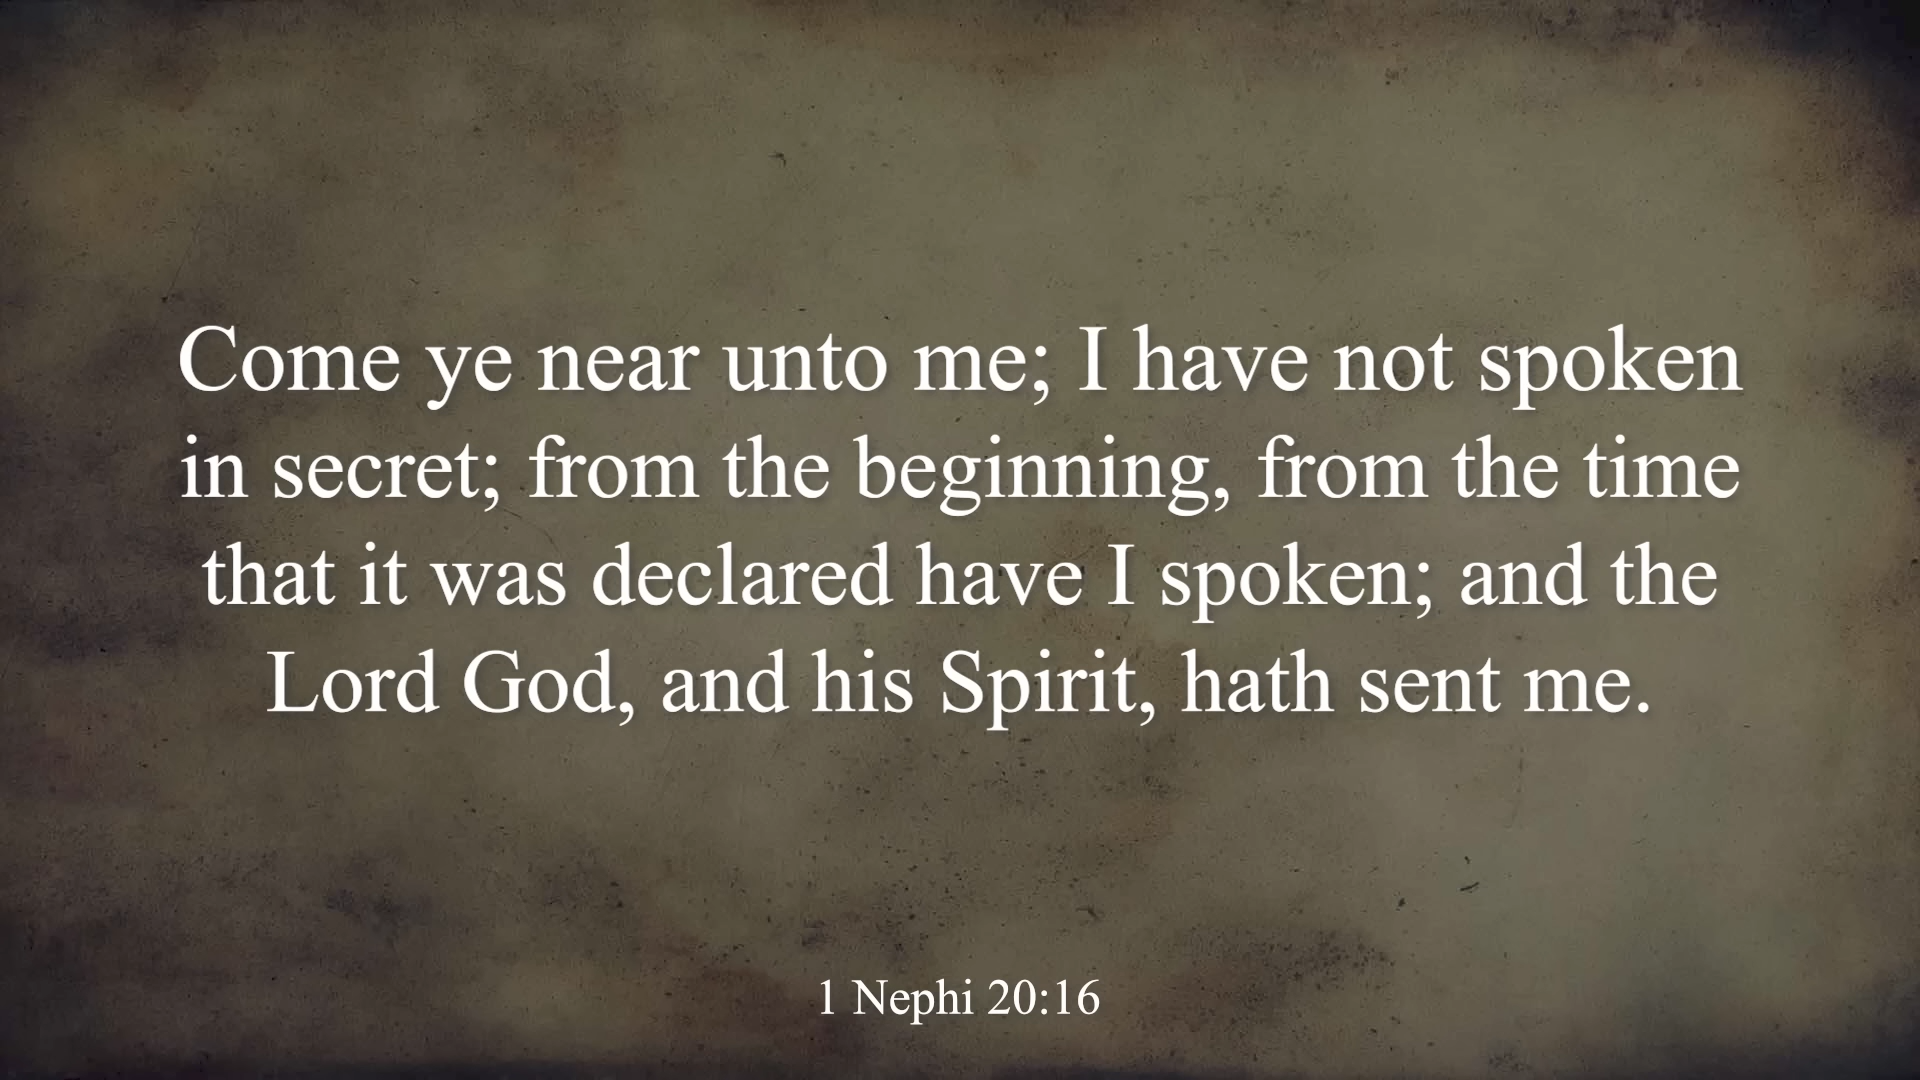 Come ye near unto me; I have not spoken
in secret; from the beginning, from the time
that it was declared have I spoken; and the
Lord God, and his Spirit, hath sent me.
1 Nephi 20:16